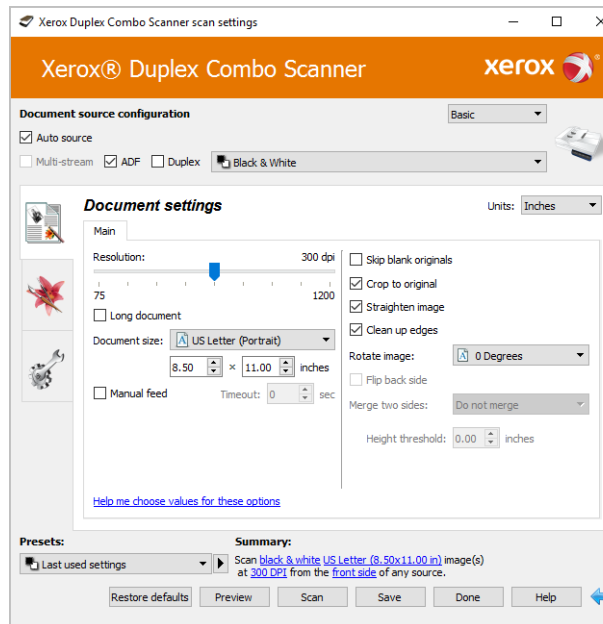 Xerox Duplex Combo Scanner scan settings
Xerox® Duplex Combo Scanner
xerox
Document source configuration
Basic
Auto source
Multi-stream
ADF
Duplex
Black & White
Document settings
Units: Inches
Main
Resolution: 300 dpi
75 1200
Long document
Document size: US Letter (Portrait)
8.50 × 11.00 inches
Manual feed Timeout: 0 sec
Skip blank originals
Crop to original
Straighten image
Clean up edges
Rotate image: 0 Degrees
Flip back side
Merge two sides: Do not merge
Height threshold: 0.00 inches
Help me choose values for these options
Presets:
Last used settings
Summary:
Scan black & white US Letter (8.50x11.00 in) image(s)
at 300 DPI from the front side of any source.
Restore defaults Preview Scan Save Done Help